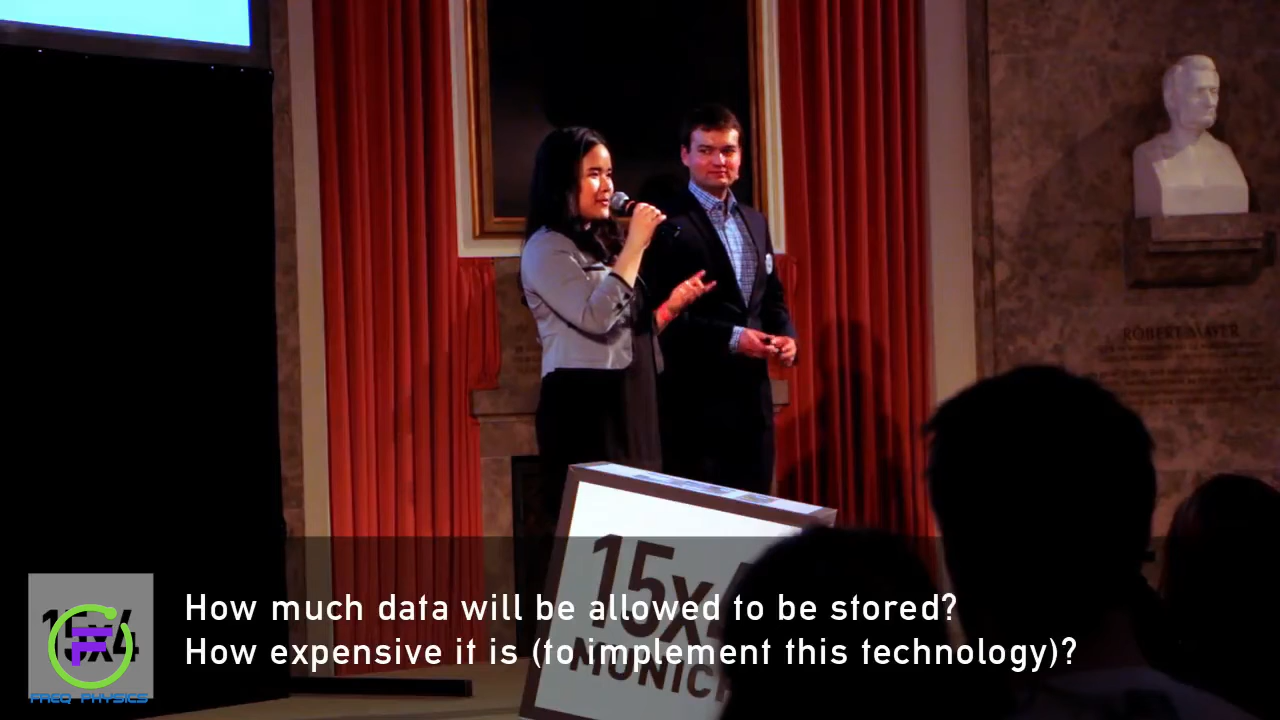 ROBERT MAYER
15x4
MUNICH
How much data will be allowed to be stored?
How expensive it is (to implement this technology)?
15x4
FREQ PHYSICS